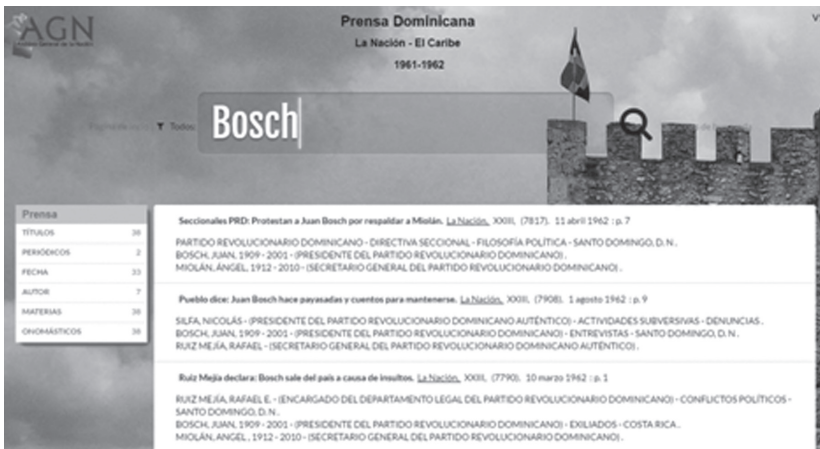 AGN
Archivo General de la Nación
Prensa Dominicana
La Nación - El Caribe
1961-1962
Todos
Bosch
Prensa
TÍTULOS 38
PERIÓDICOS 2
FECHA 33
AUTOR 7
MATERIAS 38
ONOMÁSTICOS 38
Seccionales PRD: Protestan a Juan Bosch por respaldar a Miolán. La Nación, XXIII, (7817). 11 abril 1962 : p. 7
PARTIDO REVOLUCIONARIO DOMINICANO - DIRECTIVA SECCIONAL - FILOSOFÍA POLÍTICA - SANTO DOMINGO, D. N .
BOSCH, JUAN, 1909 - 2001 - (PRESIDENTE DEL PARTIDO REVOLUCIONARIO DOMINICANO) .
MIOLÁN, ÁNGEL, 1912 - 2010 - (SECRETARIO GENERAL DEL PARTIDO REVOLUCIONARIO DOMINICANO) .
Pueblo dice: Juan Bosch hace payasadas y cuentos para mantenerse. La Nación, XXIII, (7908). 1 agosto 1962 : p. 9
SILFA, NICOLÁS - (PRESIDENTE DEL PARTIDO REVOLUCIONARIO DOMINICANO AUTÉNTICO) - ACTIVIDADES SUBVERSIVAS - DENUNCIAS .
BOSCH, JUAN, 1909 - 2001 - (PRESIDENTE DEL PARTIDO REVOLUCIONARIO DOMINICANO) - ENTREVISTAS - SANTO DOMINGO, D. N .
RUIZ MEJÍA, RAFAEL - (SECRETARIO GENERAL DEL PARTIDO REVOLUCIONARIO DOMINICANO AUTÉNTICO) .
Ruiz Mejía declara: Bosch sale del país a causa de insultos. La Nación, XXIII, (7790). 10 marzo 1962 : p. 1
RUIZ MEJÍA, RAFAEL E. - (ENCARGADO DEL DEPARTAMENTO LEGAL DEL PARTIDO REVOLUCIONARIO DOMINICANO) - CONFLICTOS POLÍTICOS -
SANTO DOMINGO, D. N .
BOSCH, JUAN, 1909 - 2001 - (PRESIDENTE DEL PARTIDO REVOLUCIONARIO DOMINICANO) - EXILIADOS - COSTA RICA .
MIOLÁN, ANGEL , 1912 - 2010 - (SECRETARIO GENERAL DEL PARTIDO REVOLUCIONARIO DOMINICANO) .